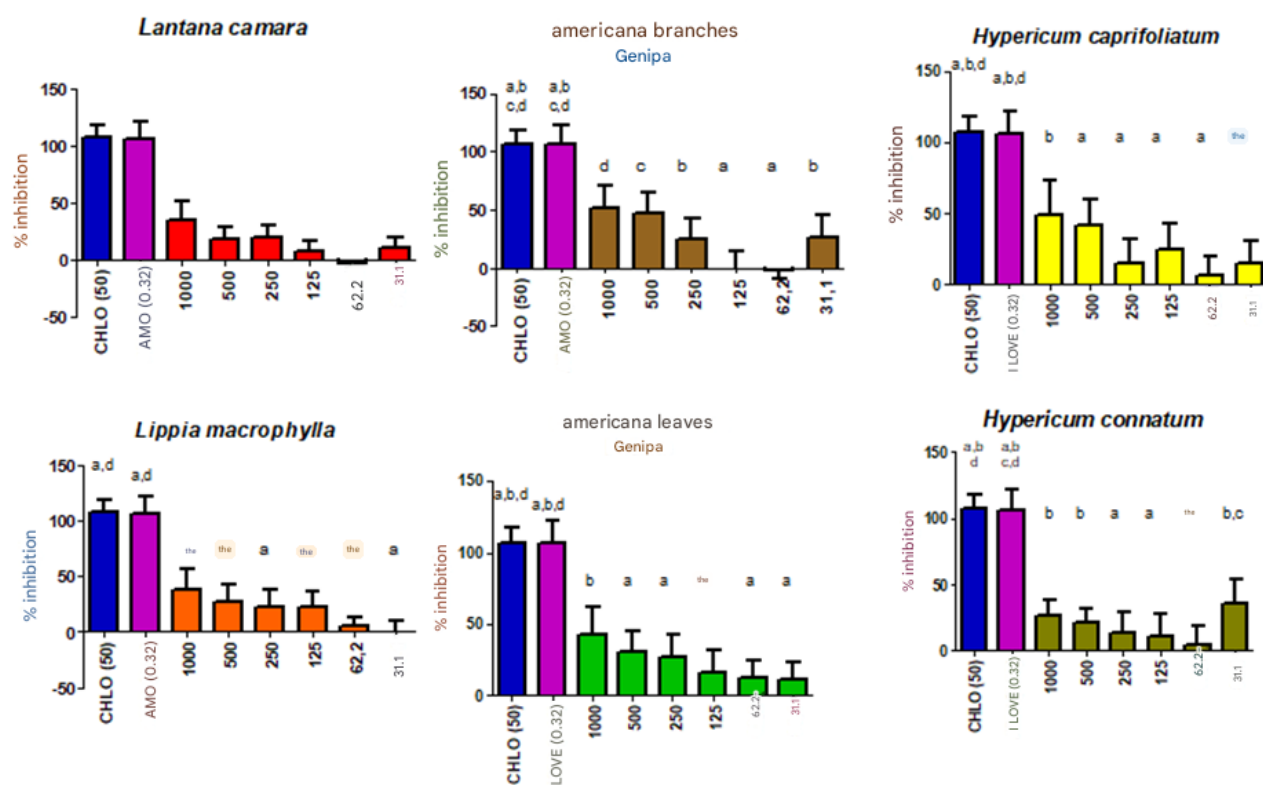 Lantana camara
150
100
50
0
-50
% inhibition
CHLO (50)
AMO (0.32)
1000
500
250
125
62.2
31.1
americana branches
Genipa
a,b a,b
c,d c,d
d c b a a b
150
100
50
0
-50
% inhibition
CHLO (50)
AMO (0.32)
1000
500
250
125
62,2
31,1
Hypericum caprifoliatum
a,b,d a,b,d
b a a a a the
150
100
50
0
% inhibition
CHLO (50)
I LOVE (0.32)
1000
500
250
125
62.2
31.1
Lippia macrophylla
a,d a,d
the the a the the a
150
100
50
0
-50
% inhibition
CHLO (50)
AMO (0.32)
1000
500
250
125
62,2
31.1
americana leaves
Genipa
a,b,d a,b,d
b a a the a a
150
100
50
0
% inhibition
CHLO (50)
LOVE (0.32)
1000
500
250
125
62.2
31.1
Hypericum connatum
a,b a,b
d c,d
b b a a the b,c
150
100
50
0
% inhibition
CHLO (50)
I LOVE (0.32)
1000
500
250
125
62.2
31.1